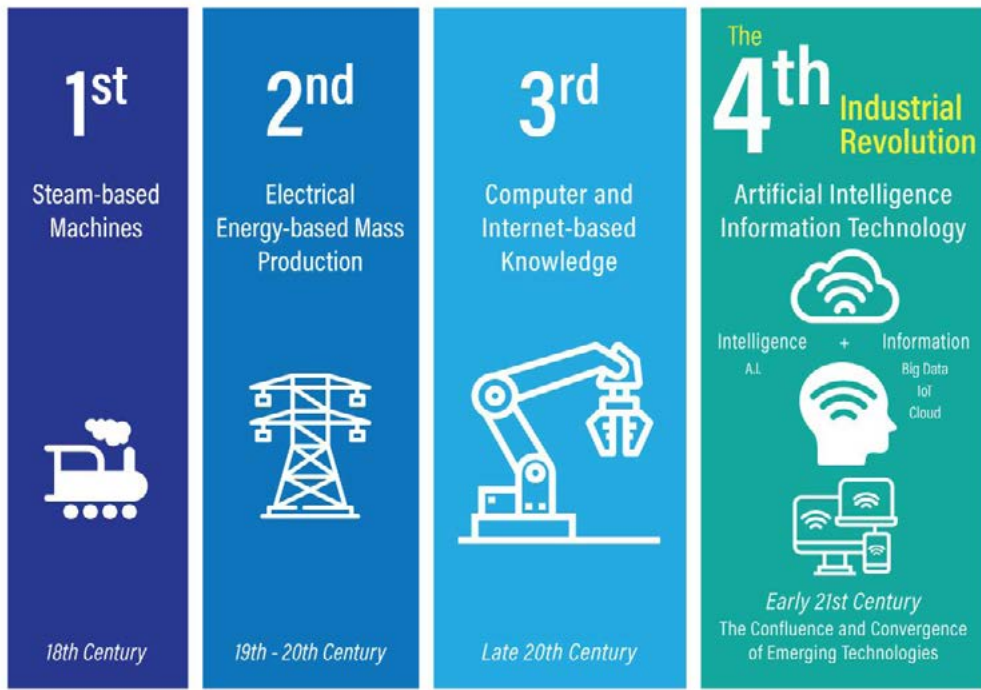 1st
Steam-based
Machines
18th Century
2nd
Electrical
Energy-based Mass
Production
19th - 20th Century
3rd
Computer and
Internet-based
Knowledge
Late 20th Century
The
4th Industrial
Revolution
Artificial Intelligence
Information Technology
Intelligence + Information
A.I. Big Data
IoT
Cloud
Early 21st Century
The Confluence and Convergence
of Emerging Technologies